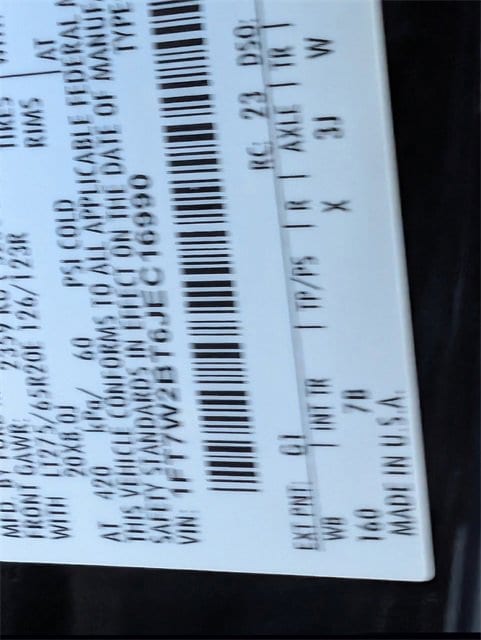 FRONT GAWR: 2359 KG
WITH LT275/65R20E 126/123R TIRES
20X8.0J RIMS
AT 420 kPa/ 60 PSI COLD AT
THIS VEHICLE CONFORMS TO ALL APPLICABLE FEDERAL
SAFETY STANDARDS IN EFFECT ON THE DATE OF
VIN: 1FT7W2BT6JEC16990 TYPE:
EXT PNT: G1 RC: 23 DSO:
WB INT TR TP/PS R AXLE TR
160 7B X 3J W
MADE IN U.S.A.